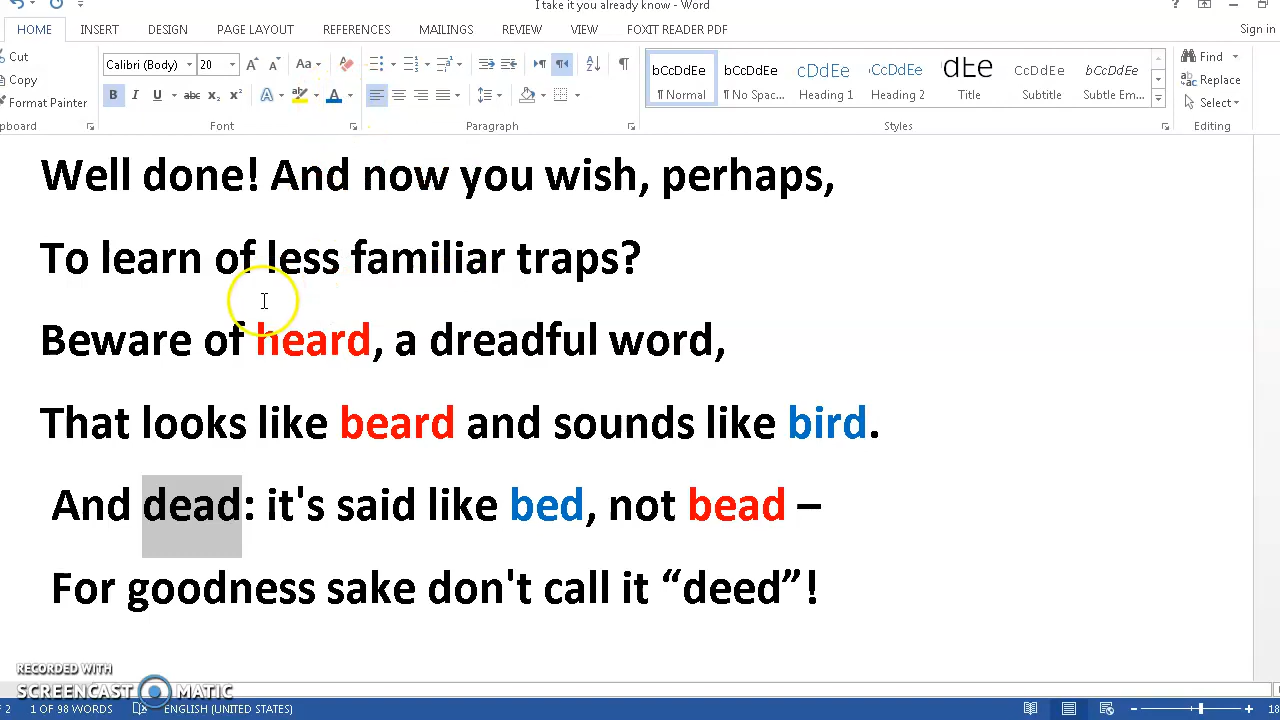 I take it you already know - Word
HOME INSERT DESIGN PAGE LAYOUT REFERENCES MAILINGS REVIEW VIEW FOXIT READER PDF Sign in
Cut
Copy
Format Painter
Calibri (Body) 20
Find
Replace
Select
Normal No Spac... Heading 1 Heading 2 Title Subtitle Subtle Em...
pboard Font Paragraph Styles Editing
Well done! And now you wish, perhaps,
To learn of less familiar traps?
Beware of heard, a dreadful word,
That looks like beard and sounds like bird.
And dead: it's said like bed, not bead –
For goodness sake don't call it “deed”!
RECORDED WITH
SCREENCAST MATIC
F 2 1 OF 98 WORDS ENGLISH (UNITED STATES) 18